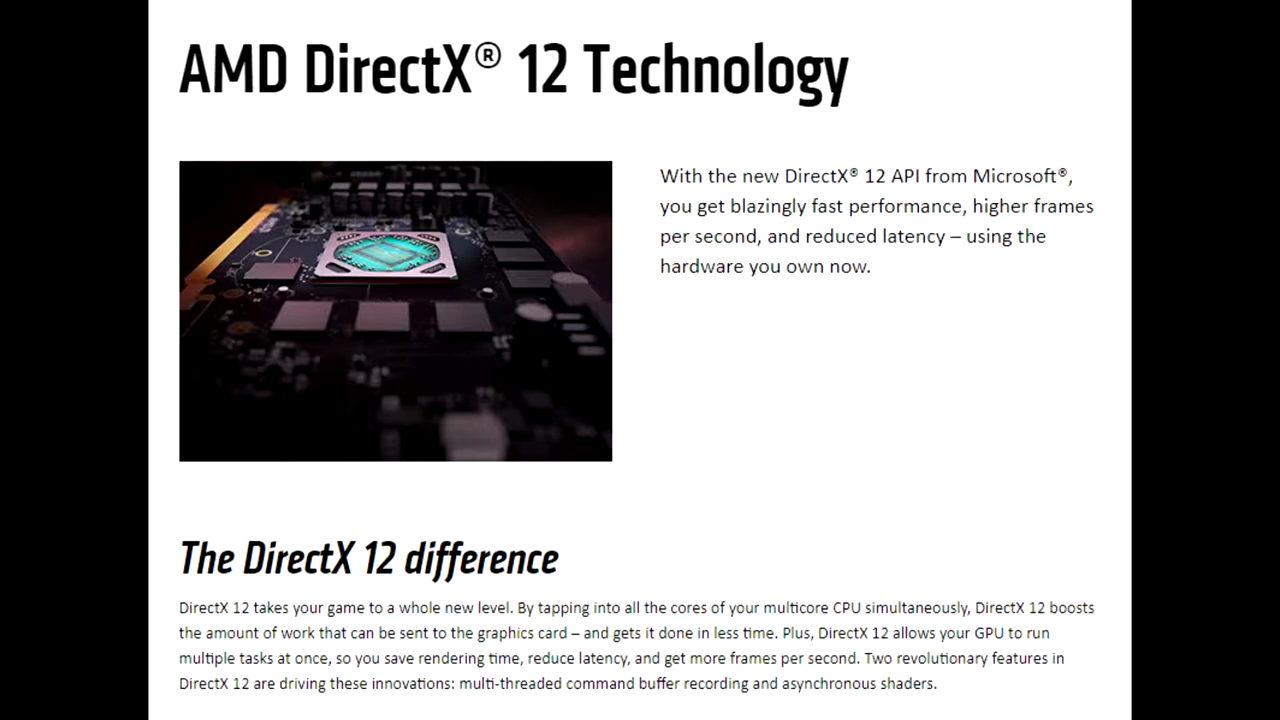 AMD DirectX® 12 Technology
With the new DirectX® 12 API from Microsoft®,
you get blazingly fast performance, higher frames
per second, and reduced latency – using the
hardware you own now.
The DirectX 12 difference
DirectX 12 takes your game to a whole new level. By tapping into all the cores of your multicore CPU simultaneously, DirectX 12 boosts
the amount of work that can be sent to the graphics card – and gets it done in less time. Plus, DirectX 12 allows your GPU to run
multiple tasks at once, so you save rendering time, reduce latency, and get more frames per second. Two revolutionary features in
DirectX 12 are driving these innovations: multi-threaded command buffer recording and asynchronous shaders.